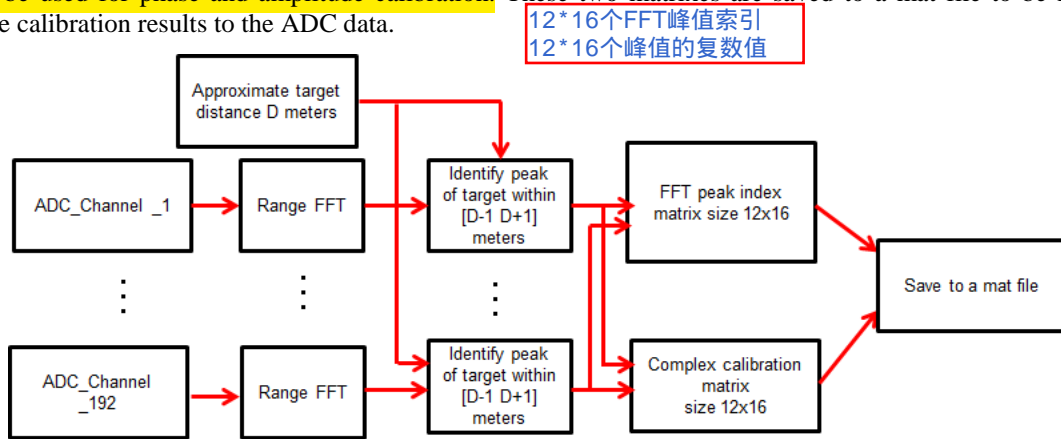 be used for phase and amplitude calibration. These two matrixes are saved to a mat file to be
e calibration results to the ADC data.
12*16个FFT峰值索引
12*16个峰值的复数值
Approximate target
distance D meters
ADC_Channel _1
Range FFT
Identify peak
of target within
[D-1 D+1]
meters
FFT peak index
matrix size 12x16
Save to a mat file
ADC_Channel
_192
Range FFT
Identify peak
of target within
[D-1 D+1]
meters
Complex calibration
matrix
size 12x16